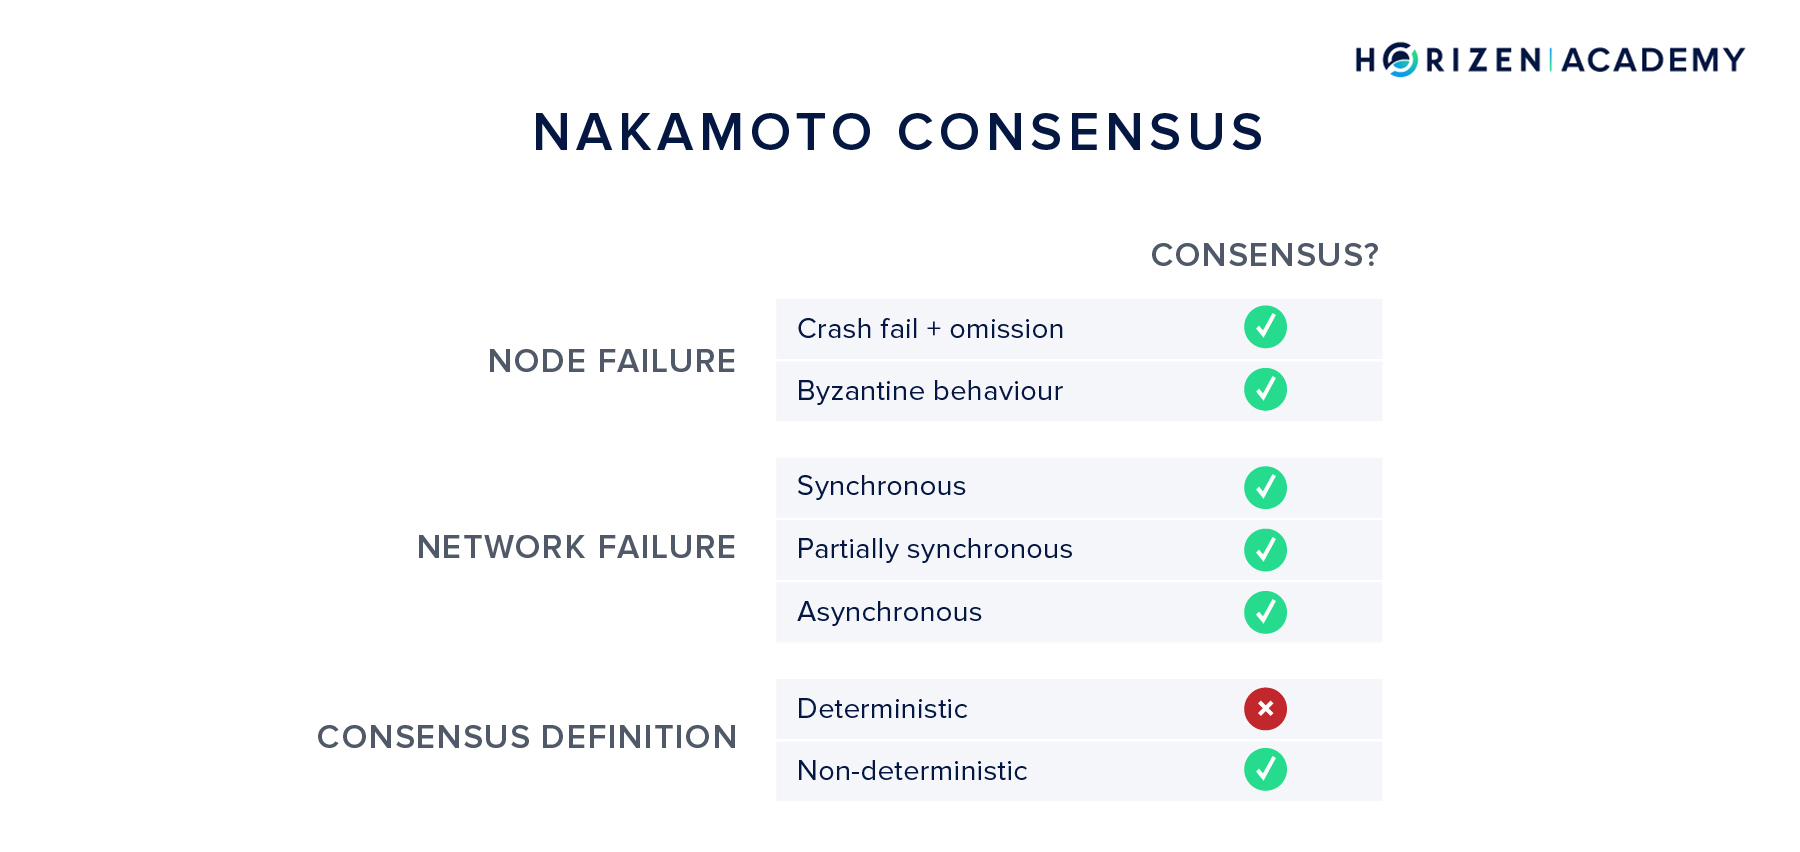 HORIZEN | ACADEMY
NAKAMOTO CONSENSUS
CONSENSUS?
NODE FAILURE
Crash fail + omission
Byzantine behaviour
NETWORK FAILURE
Synchronous
Partially synchronous
Asynchronous
CONSENSUS DEFINITION
Deterministic
Non-deterministic